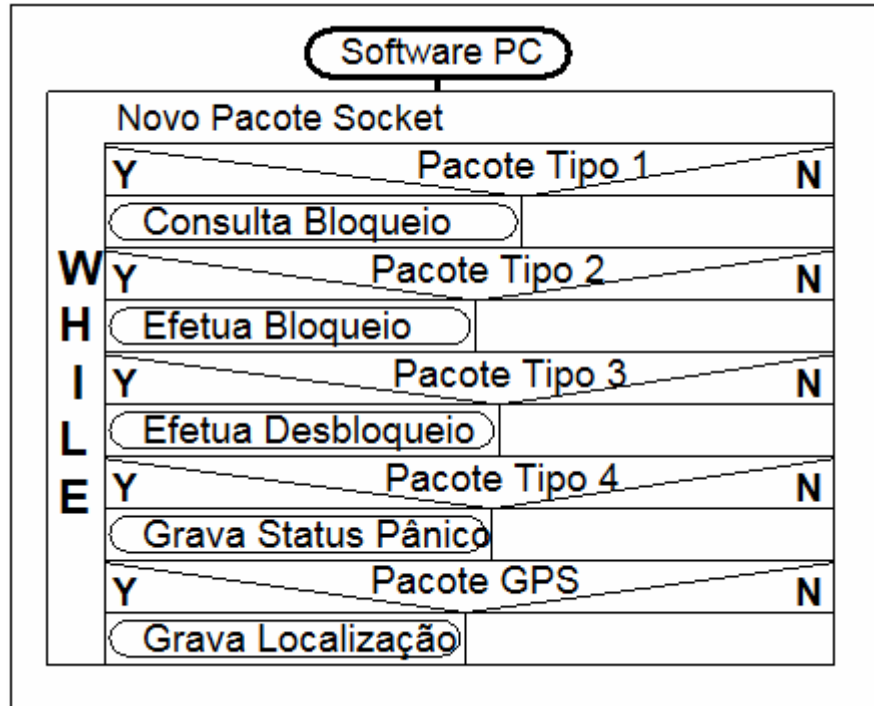 Software PC
Novo Pacote Socket
Y Pacote Tipo 1 N
Consulta Bloqueio
Y Pacote Tipo 2 N
Efetua Bloqueio
Y Pacote Tipo 3 N
Efetua Desbloqueio
Y Pacote Tipo 4 N
Grava Status Pânico
Y Pacote GPS N
Grava Localização
WHILE